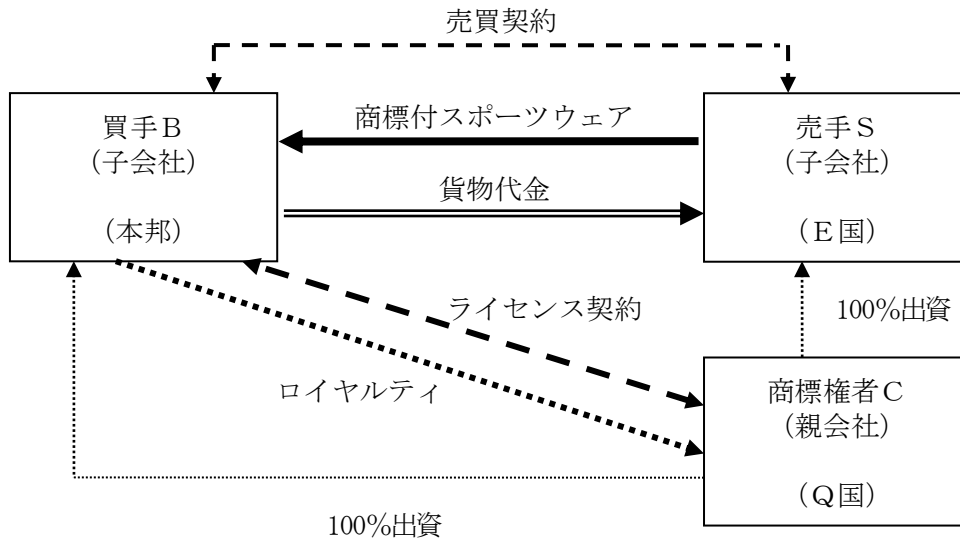 売買契約
買手Ｂ
（子会社）
（本邦）
商標付スポーツウェア
貨物代金
売手Ｓ
（子会社）
（Ｅ国）
ライセンス契約
ロイヤルティ
100％出資
商標権者Ｃ
（親会社）
（Ｑ国）
100％出資